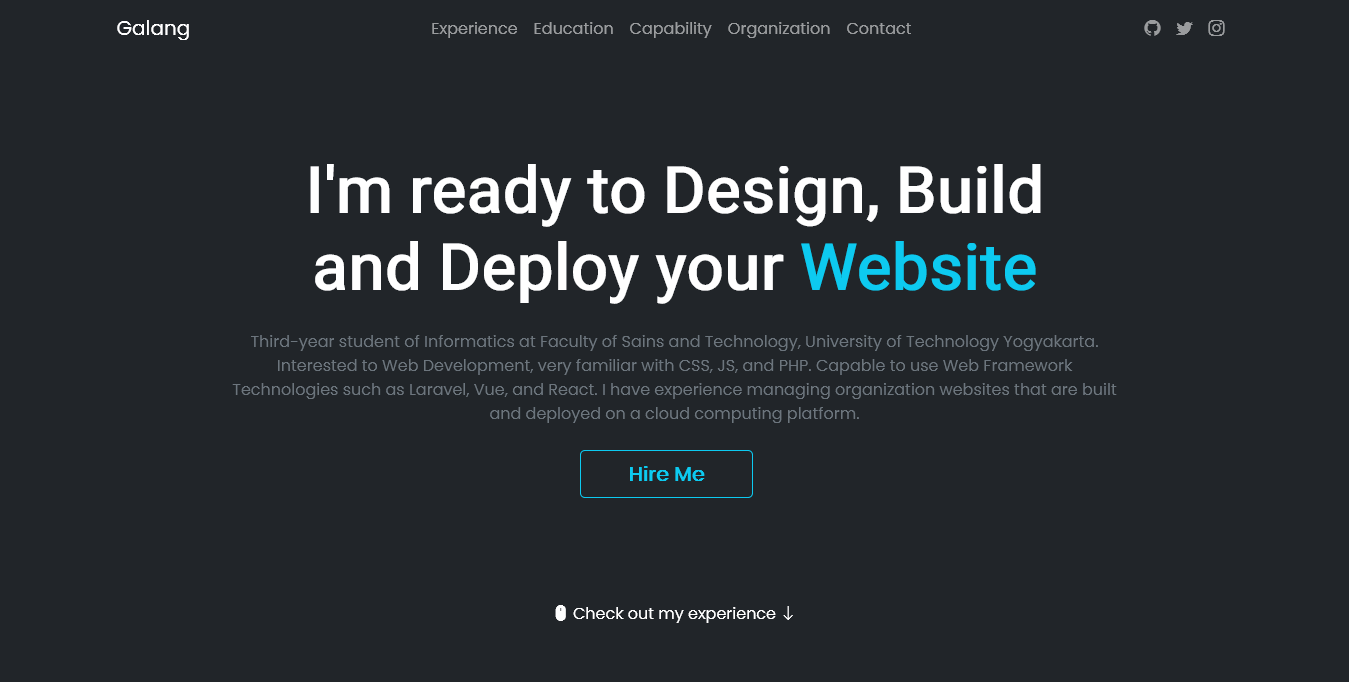 Galang
Experience Education Capability Organization Contact
I'm ready to Design, Build
and Deploy your Website
Third-year student of Informatics at Faculty of Sains and Technology, University of Technology Yogyakarta.
Interested to Web Development, very familiar with CSS, JS, and PHP. Capable to use Web Framework
Technologies such as Laravel, Vue, and React. I have experience managing organization websites that are built
and deployed on a cloud computing platform.
Hire Me
Check out my experience ↓